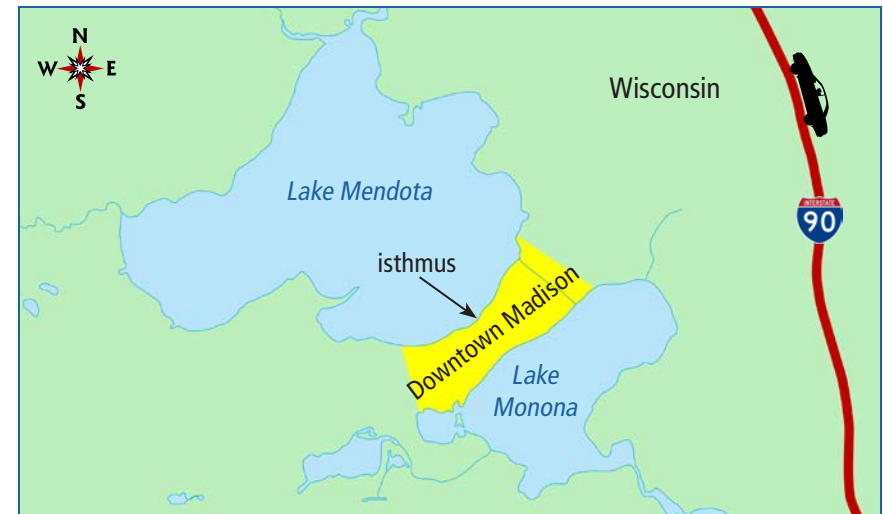 N
W E
S
Wisconsin
Lake Mendota
INTERSTATE
90
isthmus
Downtown Madison
Lake
Monona